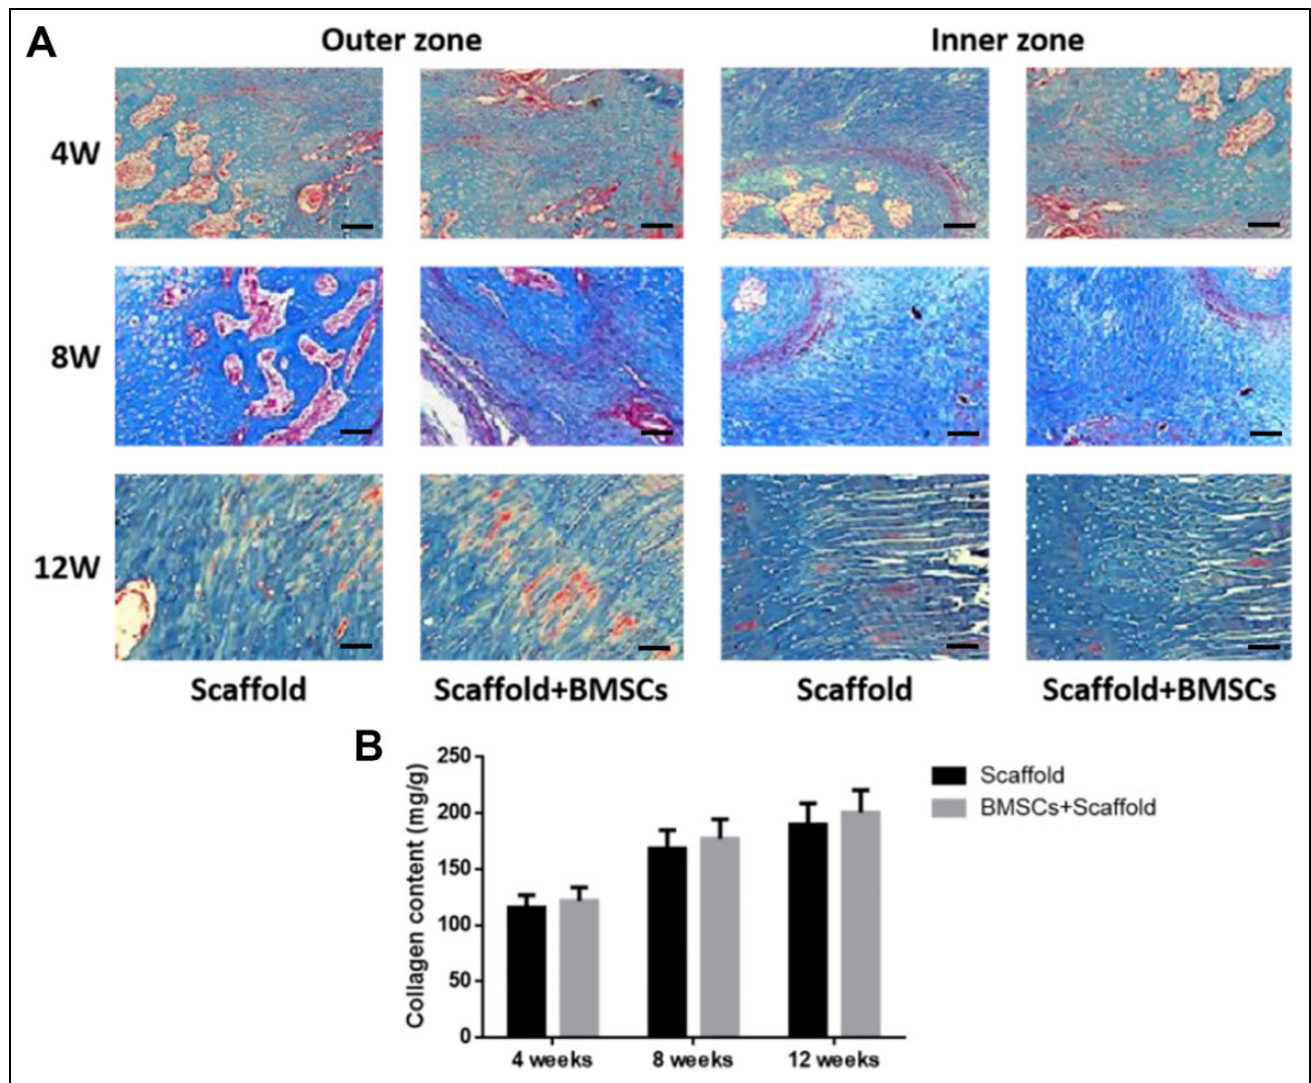 A
Outer zone
Inner zone
4W
8W
12W
Scaffold
Scaffold+BMSCs
Scaffold
Scaffold+BMSCs
B
Collagen content (mg/g)
250
200
150
100
50
0
4 weeks
8 weeks
12 weeks
Scaffold
BMSCs+Scaffold